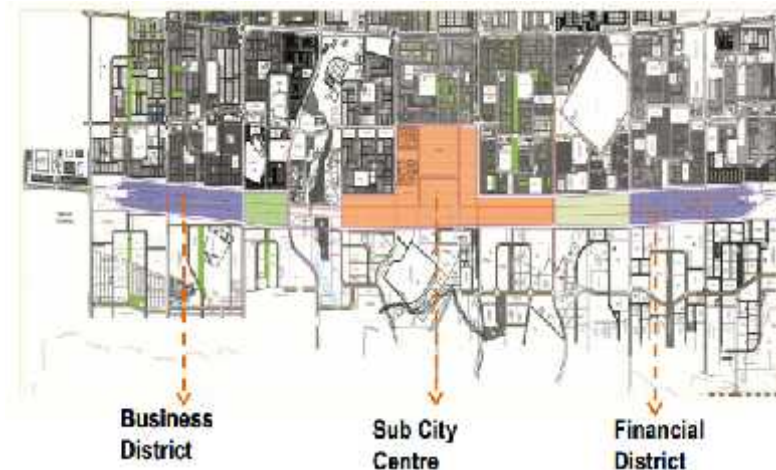 Business
District
Sub City
Centre
Financial
District